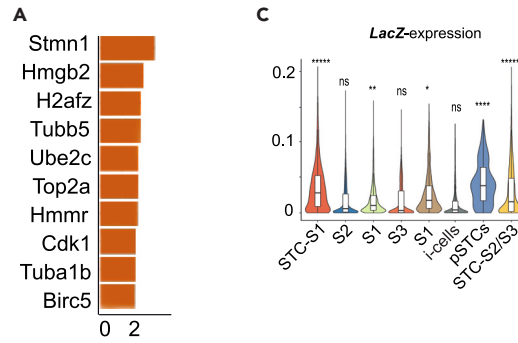 A
Stmn1
Hmgb2
H2afz
Tubb5
Ube2c
Top2a
Hmmr
Cdk1
Tuba1b
Birc5
0 2
C
LacZ-expression
***** ns ** ns * ns **** *****
0.2
0.1
0
STC-S1 S2 S1 S3 S1 i-cells pSTCs STC-S2/S3